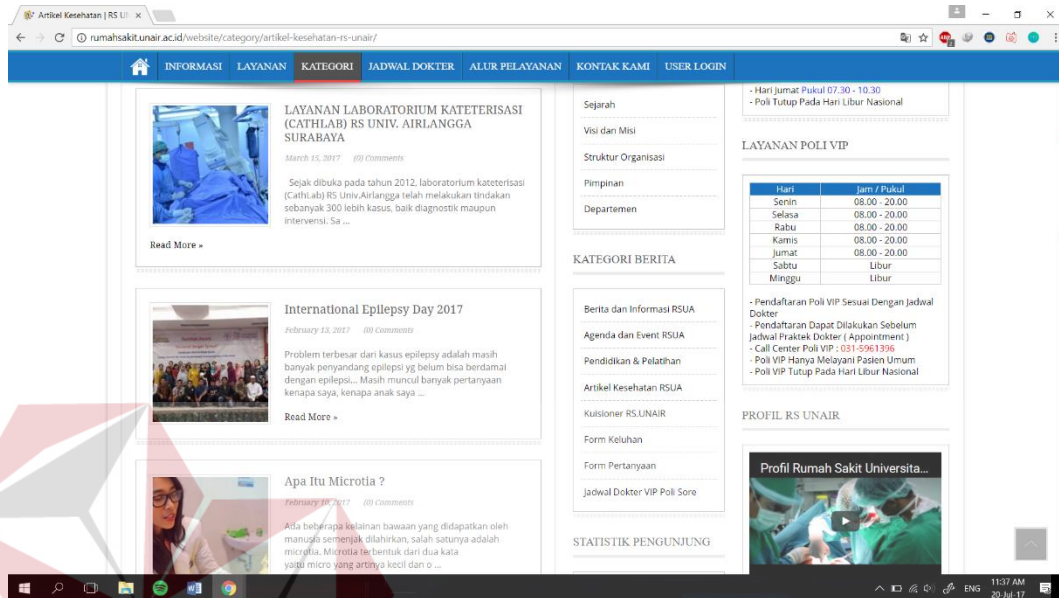 Artikel Kesehatan | RS UN
rumahsakit.unair.ac.id/website/category/artikel-kesehatan-rs-unair/
INFORMASI LAYANAN KATEGORI JADWAL DOKTER ALUR PELAYANAN KONTAK KAMI USER LOGIN
LAYANAN LABORATORIUM KATETERISASI
(CATHLAB) RS UNIV. AIRLANGGA
SURABAYA
March 15, 2017 (0) Comments
Sejak dibuka pada tahun 2012, laboratorium kateterisasi
(CathLab) RS Univ.Airlangga telah melakukan tindakan
sebanyak 300 lebih kasus, baik diagnostik maupun
intervensi. Sa ...
Read More »
International Epilepsy Day 2017
February 13, 2017 (0) Comments
Problem terbesar dari kasus epilepsy adalah masih
banyak penyandang epilepsi yg belum bisa berdamai
dengan epilepsi... Masih muncul banyak pertanyaan
kenapa saya, kenapa anak saya ...
Read More »
Apa Itu Microtia ?
February 10, 2017 (0) Comments
Ada beberapa kelainan bawaan yang didapatkan oleh
manusia semenjak dilahirkan, salah satunya adalah
microtia. Microtia terbentuk dari dua kata
yaitu micro yang artinya kecil dan o ...
Sejarah
Visi dan Misi
Struktur Organisasi
Pimpinan
Departemen
KATEGORI BERITA
Berita dan Informasi RSUA
Agenda dan Event RSUA
Pendidikan & Pelatihan
Artikel Kesehatan RSUA
Kuisioner RS.UNAIR
Form Keluhan
Form Pertanyaan
Jadwal Dokter VIP Poli Sore
STATISTIK PENGUNJUNG
- Hari Jumat Pukul 07.30 - 10.30
- Poli Tutup Pada Hari Libur Nasional
LAYANAN POLI VIP
Hari Jam / Pukul
Senin 08.00 - 20.00
Selasa 08.00 - 20.00
Rabu 08.00 - 20.00
Kamis 08.00 - 20.00
Jumat 08.00 - 20.00
Sabtu Libur
Minggu Libur
- Pendaftaran Poli VIP Sesuai Dengan Jadwal
Dokter
- Pendaftaran Dapat Dilakukan Sebelum
Jadwal Praktek Dokter ( Appointment )
- Call Center Poli VIP : 031-5961396
- Poli VIP Hanya Melayani Pasien Umum
- Poli VIP Tutup Pada Hari Libur Nasional
PROFIL RS UNAIR
Profil Rumah Sakit Universita...
ENG
11:37 AM
20-Jul-17